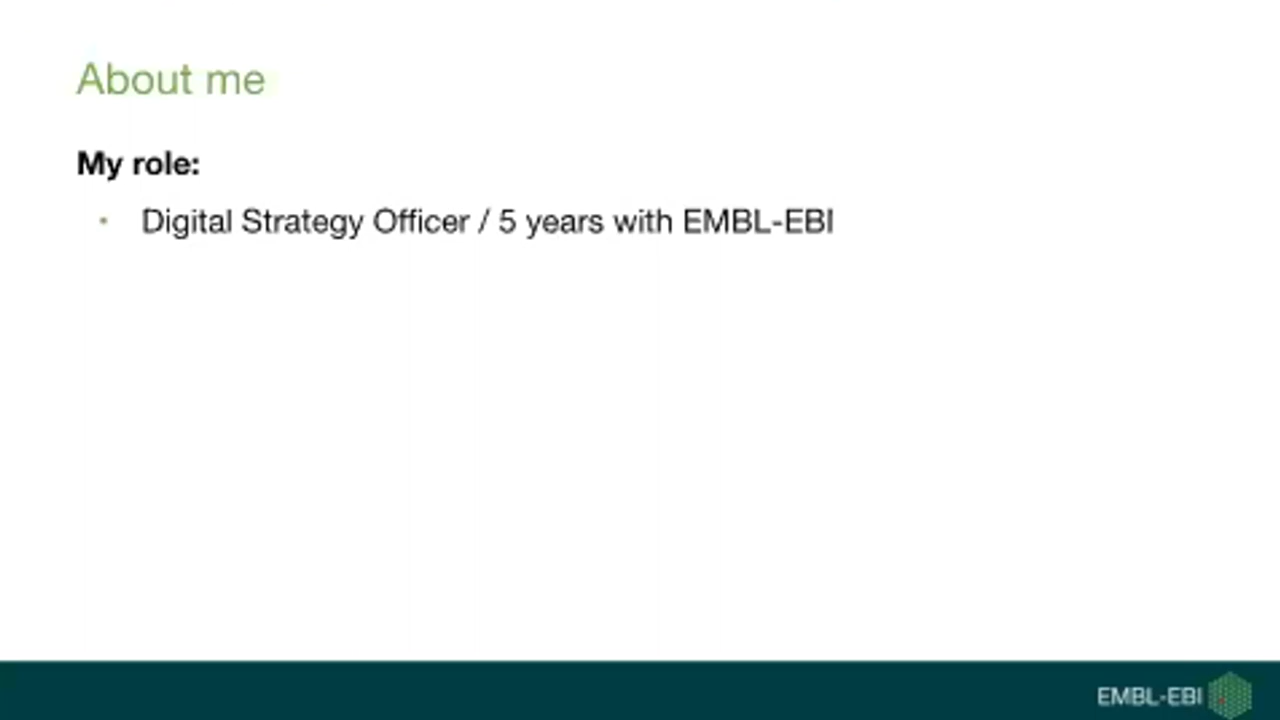 About me
My role:
• Digital Strategy Officer / 5 years with EMBL-EBI
EMBL-EBI